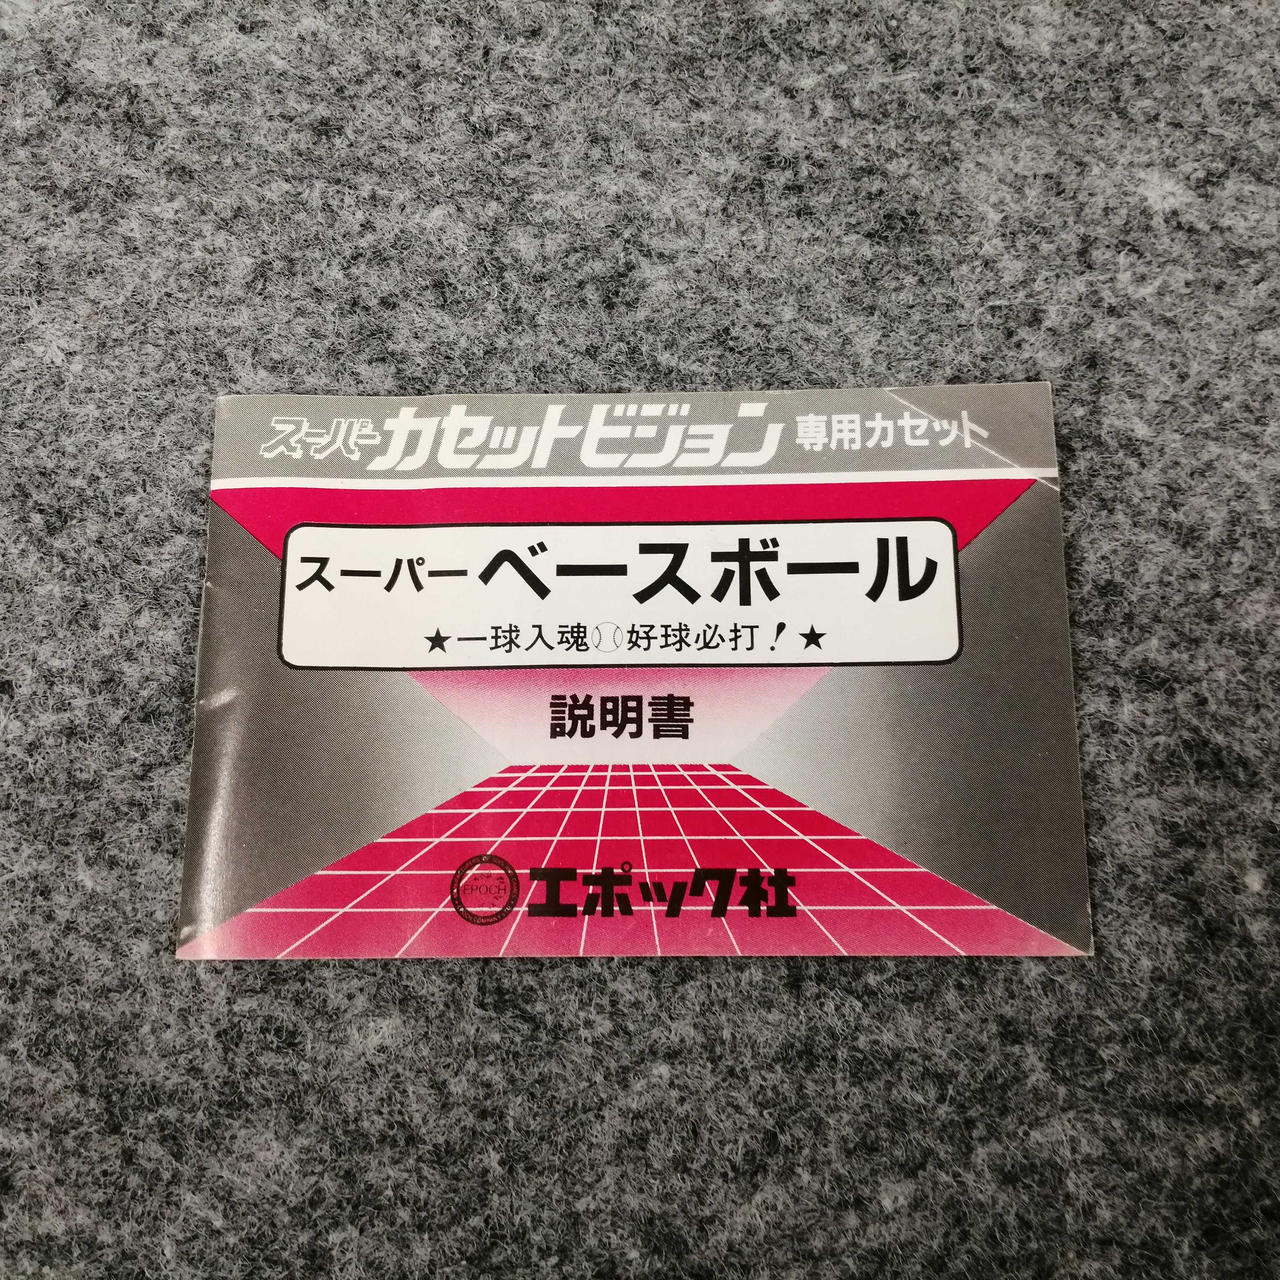 スーパーカセットビジョン 専用カセット
スーパーベースボール
★一球入魂⚾好球必打!★
説明書
EPOCH エポック社